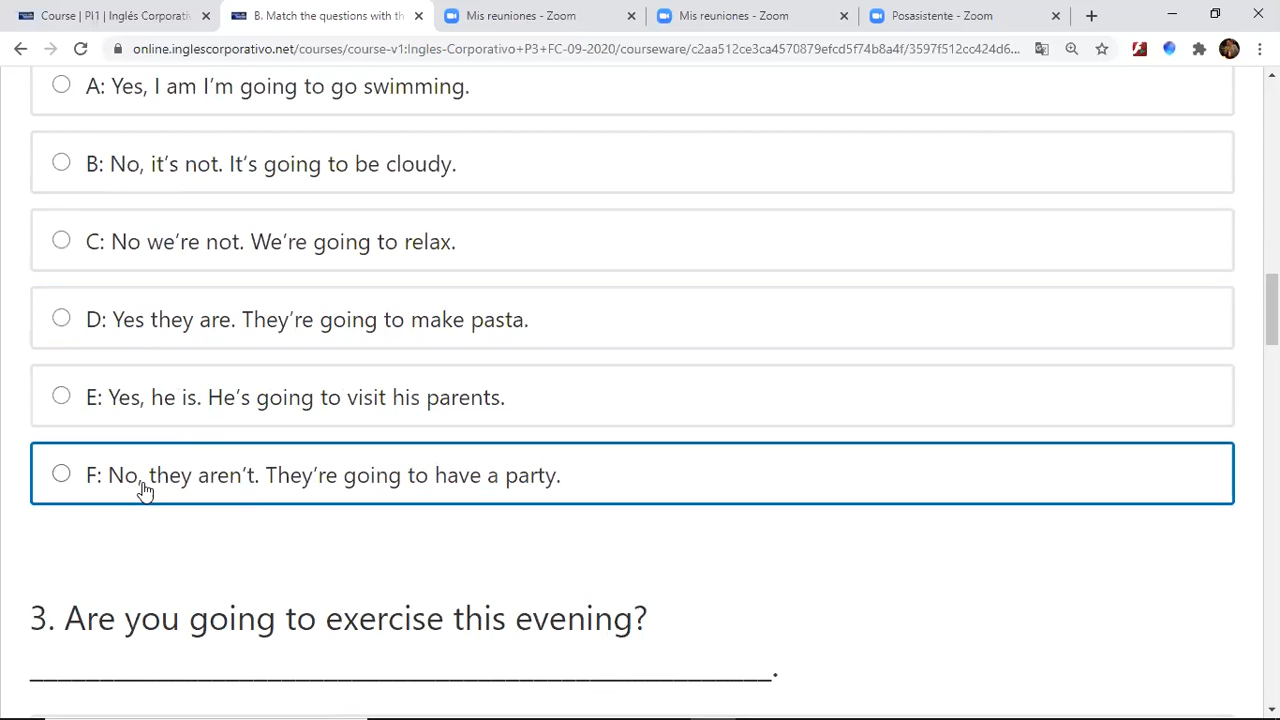 Course | PI1 | Inglés Corporati
B. Match the questions with th
Mis reuniones - Zoom
Mis reuniones - Zoom
Posasistente - Zoom
online.inglescorporativo.net/courses/course-v1:Ingles-Corporativo+P3+FC-09-2020/courseware/c2aa512ce3ca4570879efcd5f74b8a4f/3597f512cc424d6...
A: Yes, I am I’m going to go swimming.
B: No, it’s not. It’s going to be cloudy.
C: No we’re not. We’re going to relax.
D: Yes they are. They’re going to make pasta.
E: Yes, he is. He’s going to visit his parents.
F: No, they aren’t. They’re going to have a party.
3. Are you going to exercise this evening?
____________________________________________________.